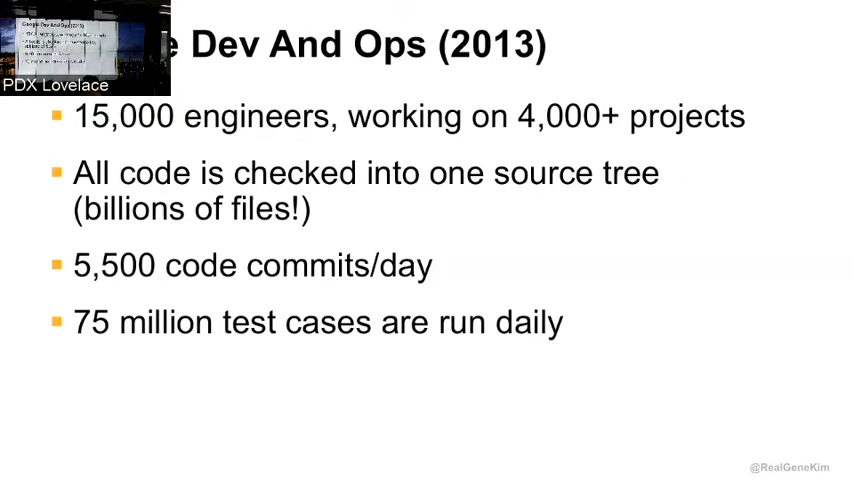 e Dev And Ops (2013)
PDX Lovelace
15,000 engineers, working on 4,000+ projects
All code is checked into one source tree
(billions of files!)
5,500 code commits/day
75 million test cases are run daily
@RealGeneKim